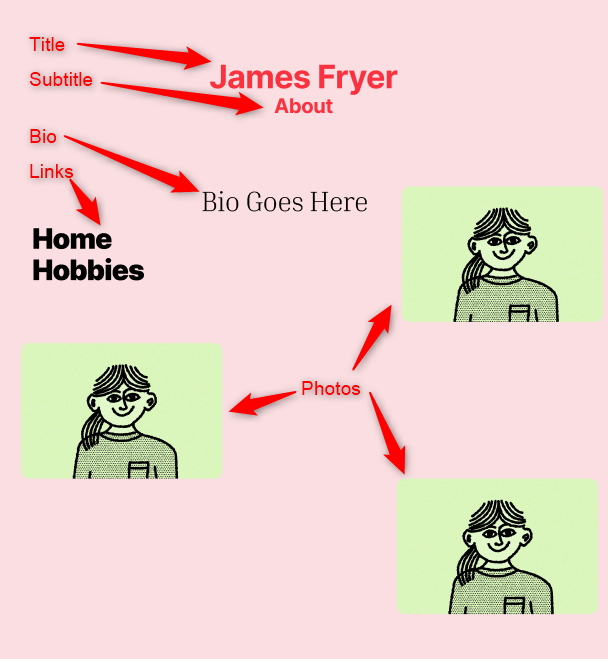 Title
James Fryer
Subtitle
About
Bio
Links
Bio Goes Here
Home
Hobbies
Photos